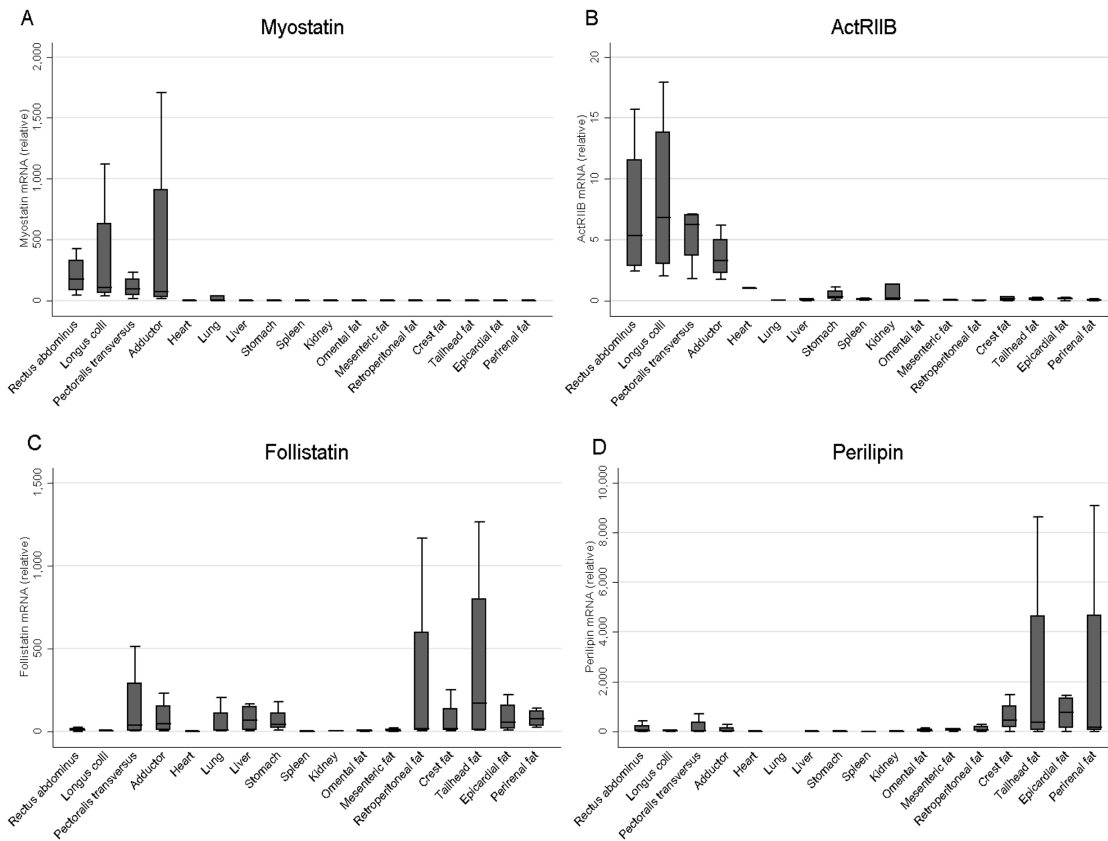 A
Myostatin
Myostatin mRNA (relative)
2,000
1,500
1,000
500
0
Rectus abdominus
Longus colli
Pectoralis transversus
Adductor
Heart
Lung
Liver
Stomach
Spleen
Kidney
Omental fat
Mesenteric fat
Retroperitoneal fat
Crest fat
Tailhead fat
Epicardial fat
Perirenal fat
B
ActRIIB
ActRIIB mRNA (relative)
20
15
10
5
0
Rectus abdominus
Longus colli
Pectoralis transversus
Adductor
Heart
Lung
Liver
Stomach
Spleen
Kidney
Omental fat
Mesenteric fat
Retroperitoneal fat
Crest fat
Tailhead fat
Epicardial fat
Perirenal fat
C
Follistatin
Follistatin mRNA (relative)
1,500
1,000
500
0
Rectus abdominus
Longus colli
Pectoralis transversus
Adductor
Heart
Lung
Liver
Stomach
Spleen
Kidney
Omental fat
Mesenteric fat
Retroperitoneal fat
Crest fat
Tailhead fat
Epicardial fat
Perirenal fat
D
Perilipin
Perilipin mRNA (relative)
10,000
8,000
6,000
4,000
2,000
0
Rectus abdominus
Longus colli
Pectoralis transversus
Adductor
Heart
Lung
Liver
Stomach
Spleen
Kidney
Omental fat
Mesenteric fat
Retroperitoneal fat
Crest fat
Tailhead fat
Epicardial fat
Perirenal fat